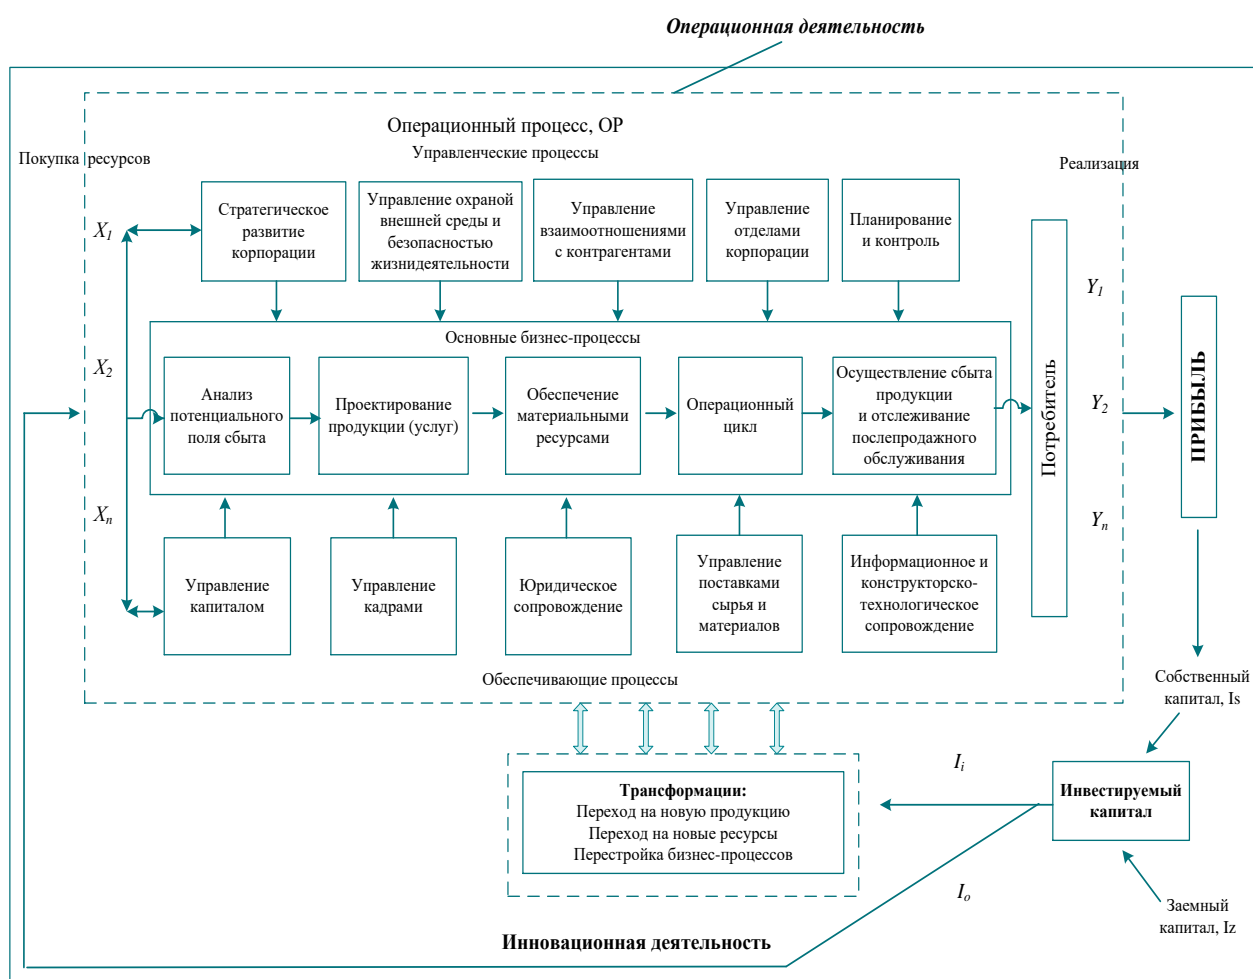 Операционная деятельность
Операционный процесс, ОР
Управленческие процессы
Покупка ресурсов
Реализация
X1
X2
Xn
Стратегическое
развитие
корпорации
Управление охраной
внешней среды и
безопасностью
жизнидеятельности
Управление
взаимоотношениями
с контрагентами
Управление
отделами
корпорации
Планирование
и контроль
Основные бизнес-процессы
Анализ
потенциального
поля сбыта
Проектирование
продукции (услуг)
Обеспечение
материальными
ресурсами
Операционный
цикл
Осуществление сбыта
продукции
и отслеживание
послепродажного
обслуживания
Потребитель
Y1
Y2
Yn
ПРИБЫЛЬ
Управление
капиталом
Управление
кадрами
Юридическое
сопровождение
Управление
поставками
сырья и
материалов
Информационное и
конструкторско-
технологическое
сопровождение
Обеспечивающие процессы
Собственный
капитал, Is
Трансформации:
Переход на новую продукцию
Переход на новые ресурсы
Перестройка бизнес-процессов
Ii
Инвестируемый
капитал
Io
Заемный
капитал, Iz
Инновационная деятельность